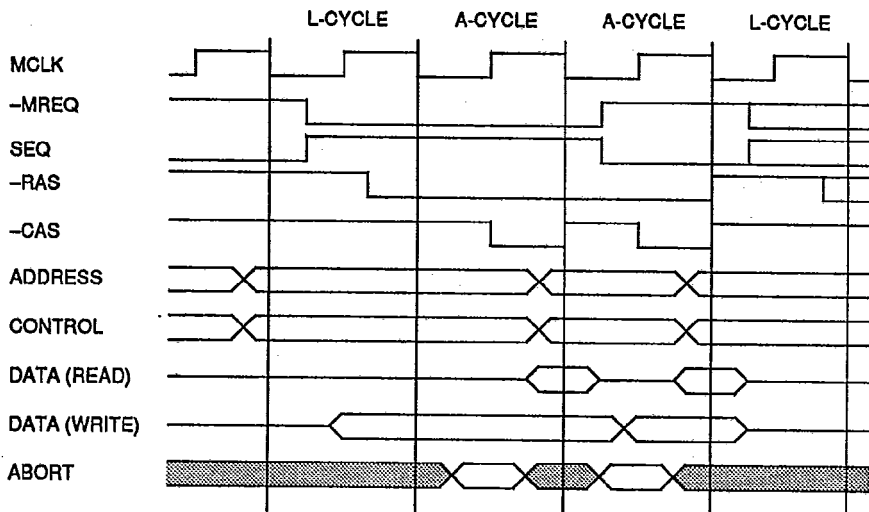 L-CYCLE A-CYCLE A-CYCLE L-CYCLE
MCLK
–MREQ
SEQ
–RAS
–CAS
ADDRESS
CONTROL
DATA (READ)
DATA (WRITE)
ABORT